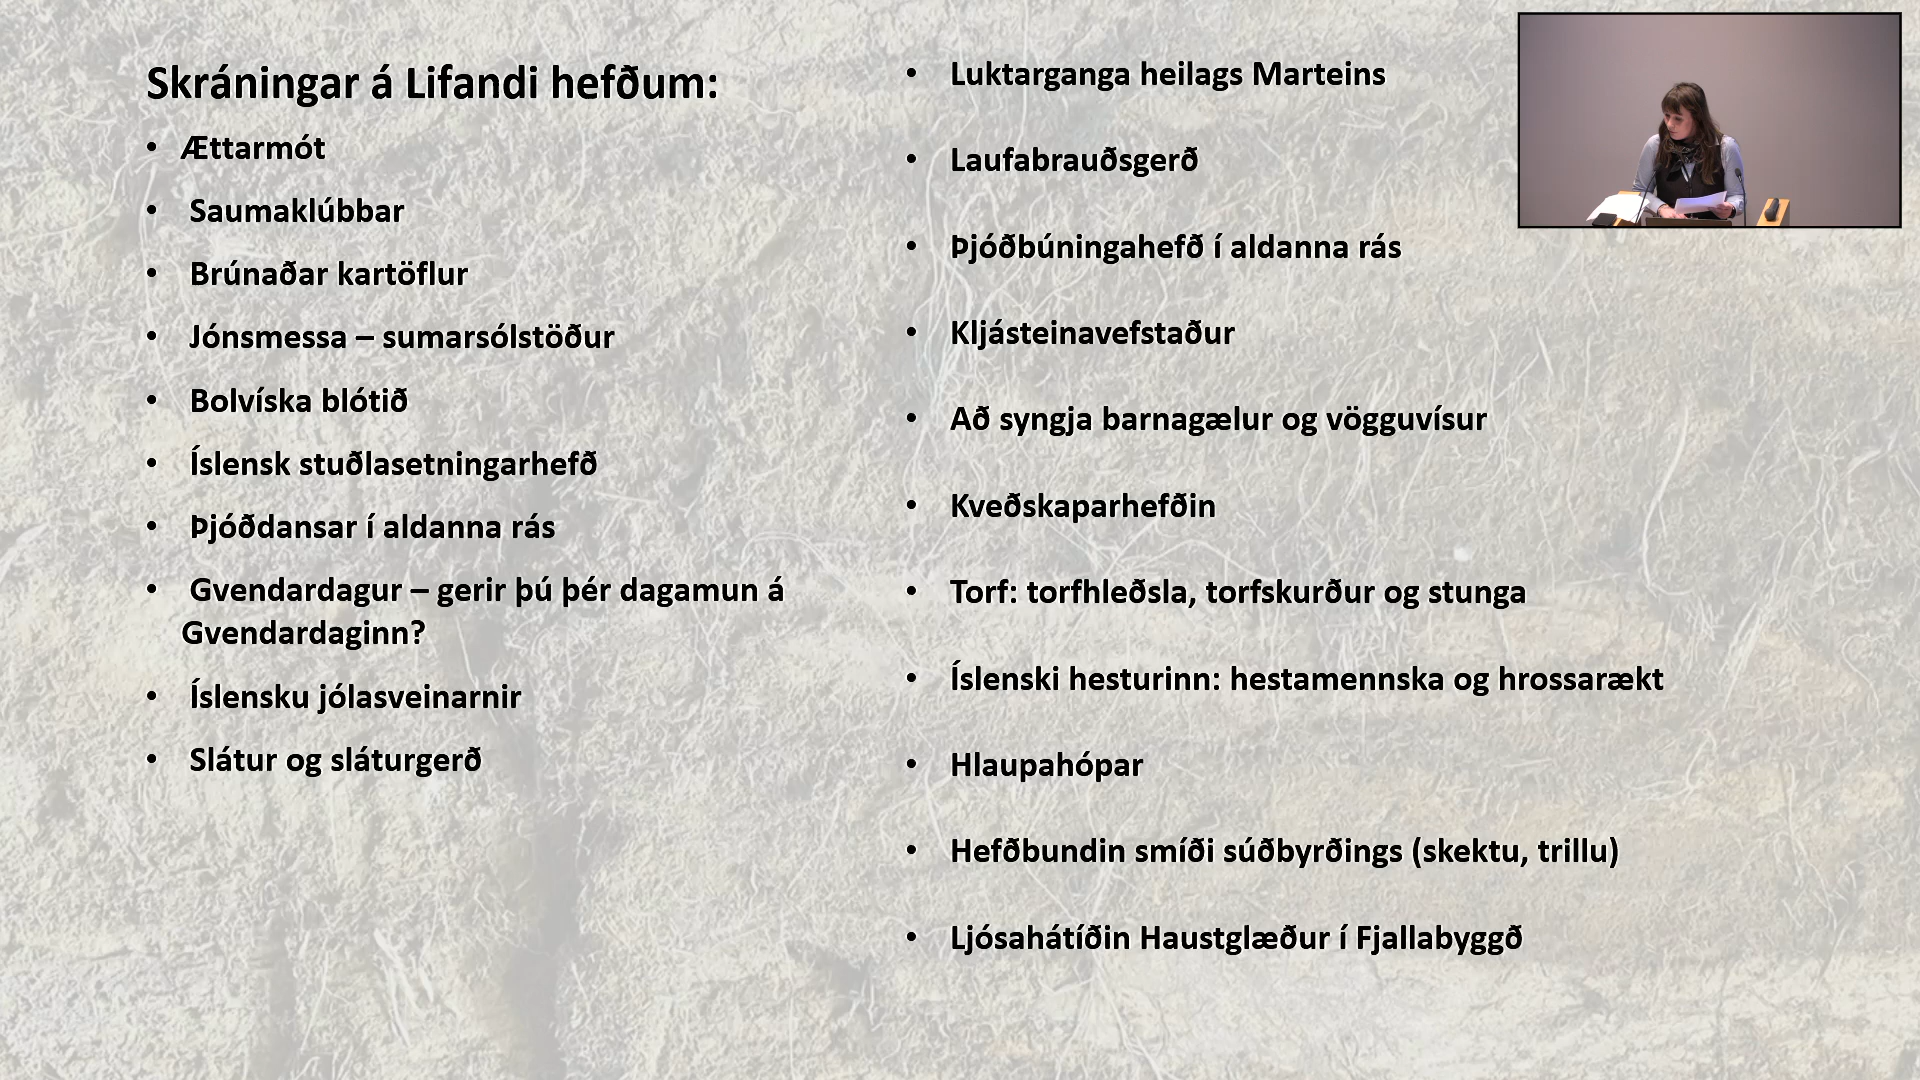 Skráningar á Lifandi hefðum:
• Ættarmót
• Saumaklúbbar
• Brúnaðar kartöflur
• Jónsmessa – sumarsólstöður
• Bolvíska blótið
• Íslensk stuðlasetningarhefð
• Þjóðdansar í aldanna rás
• Gvendardagur – gerir þú þér dagamun á
Gvendardaginn?
• Íslensku jólasveinarnir
• Slátur og sláturgerð
• Luktarganga heilags Marteins
• Laufabrauðsgerð
• Þjóðbúningahefð í aldanna rás
• Kljásteinavefstaður
• Að syngja barnagælur og vögguvísur
• Kveðskaparhefðin
• Torf: torfhleðsla, torfskurður og stunga
• Íslenski hesturinn: hestamennska og hrossarækt
• Hlaupahópar
• Hefðbundin smíði súðbyrðings (skektu, trillu)
• Ljósahátíðin Haustglæður í Fjallabyggð